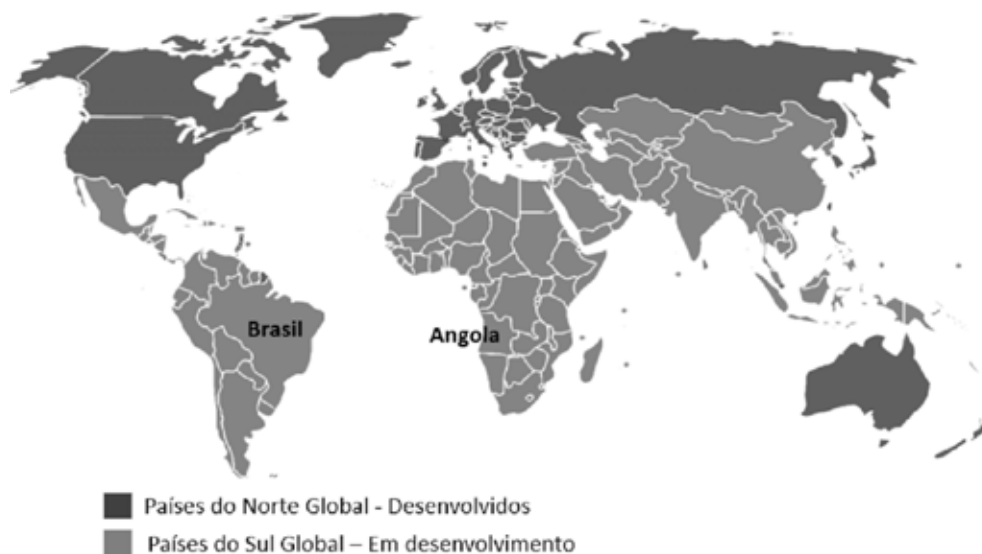 Brasil
Angola
Países do Norte Global - Desenvolvidos
Países do Sul Global – Em desenvolvimento